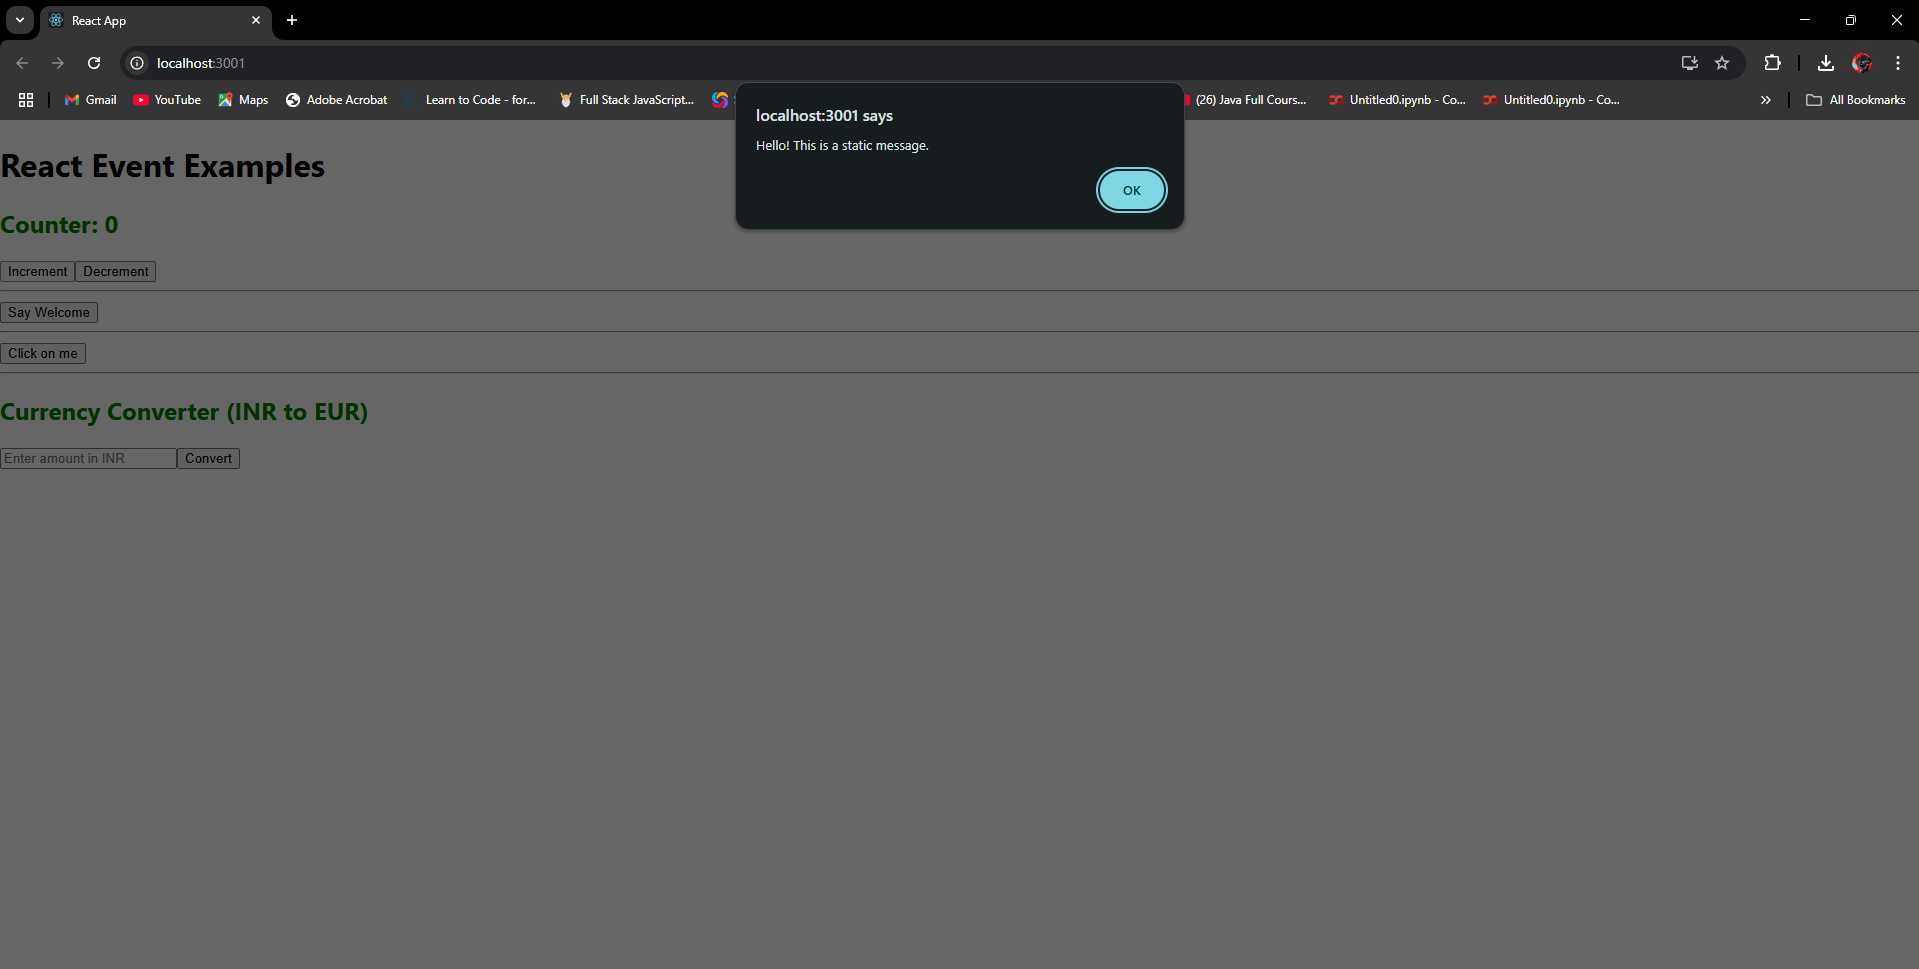 React App
localhost:3001
Gmail
YouTube
Maps
Adobe Acrobat
Learn to Code - for...
Full Stack JavaScript...
(26) Java Full Cours...
Untitled0.ipynb - Co...
Untitled0.ipynb - Co...
All Bookmarks
localhost:3001 says
Hello! This is a static message.
OK
React Event Examples
Counter: 0
Increment Decrement
Say Welcome
Click on me
Currency Converter (INR to EUR)
Enter amount in INR Convert